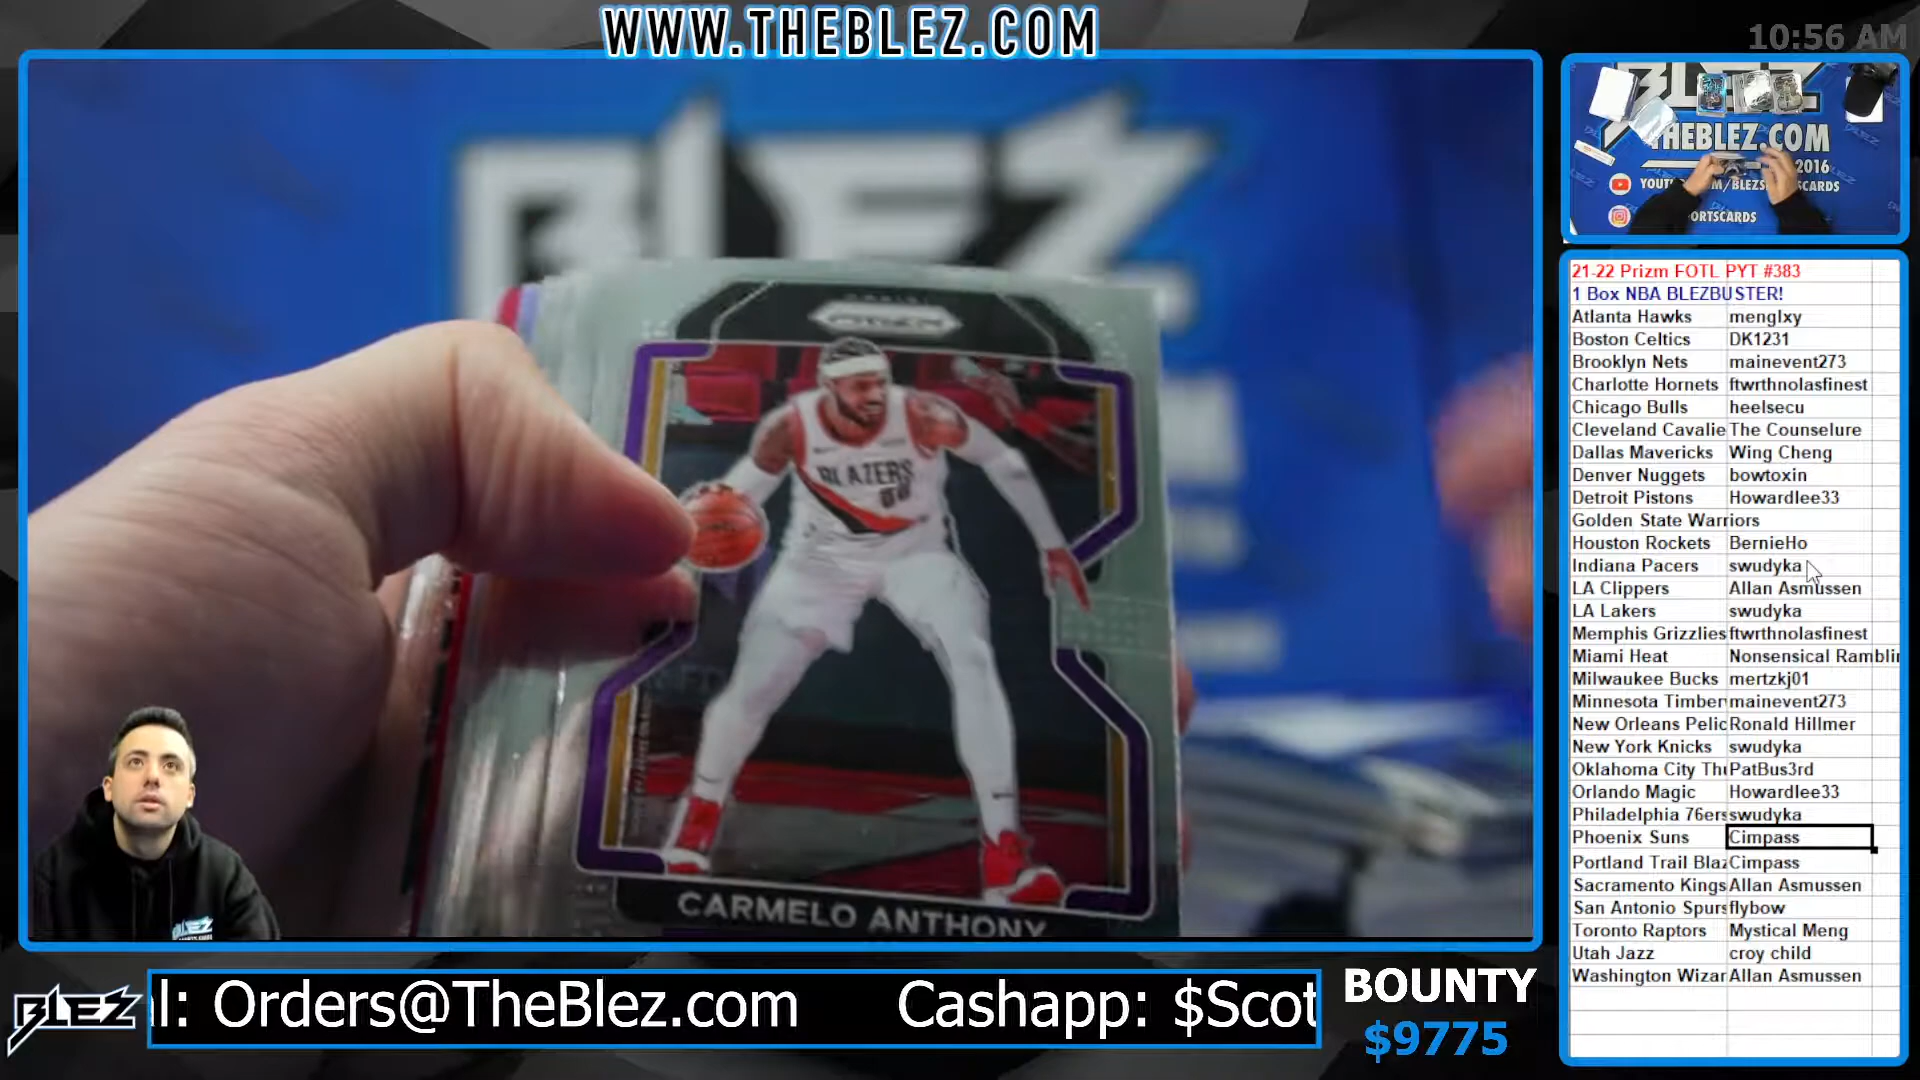 WWW.THEBLEZ.COM
10:56 AM
BLEZ
PRIZM
BLAZERS
00
CARMELO ANTHONY
THEBLEZ.COM
2016
ORTSCARDS
21-22 Prizm FOTL PYT #383
1 Box NBA BLEZBUSTER!
Atlanta Hawks menglxy
Boston Celtics DK1231
Brooklyn Nets mainevent273
Charlotte Hornets ftwrthnolasfinest
Chicago Bulls heelsecu
Cleveland Cavalie The Counselure
Dallas Mavericks Wing Cheng
Denver Nuggets bowtoxin
Detroit Pistons Howardlee33
Golden State Warriors
Houston Rockets BernieHo
Indiana Pacers swudyka
LA Clippers Allan Asmussen
LA Lakers swudyka
Memphis Grizzlies ftwrthnolasfinest
Miami Heat Nonsensical Ramblin
Milwaukee Bucks mertzkj01
Minnesota Timber mainevent273
New Orleans Pelic Ronald Hillmer
New York Knicks swudyka
Oklahoma City Thu PatBus3rd
Orlando Magic Howardlee33
Philadelphia 76ers swudyka
Phoenix Suns Cimpass
Portland Trail Blaz Cimpass
Sacramento Kings Allan Asmussen
San Antonio Spurs flybow
Toronto Raptors Mystical Meng
Utah Jazz croy child
Washington Wizar Allan Asmussen
BLEZ
l: Orders@TheBlez.com Cashapp: $Scot
BOUNTY
$9775